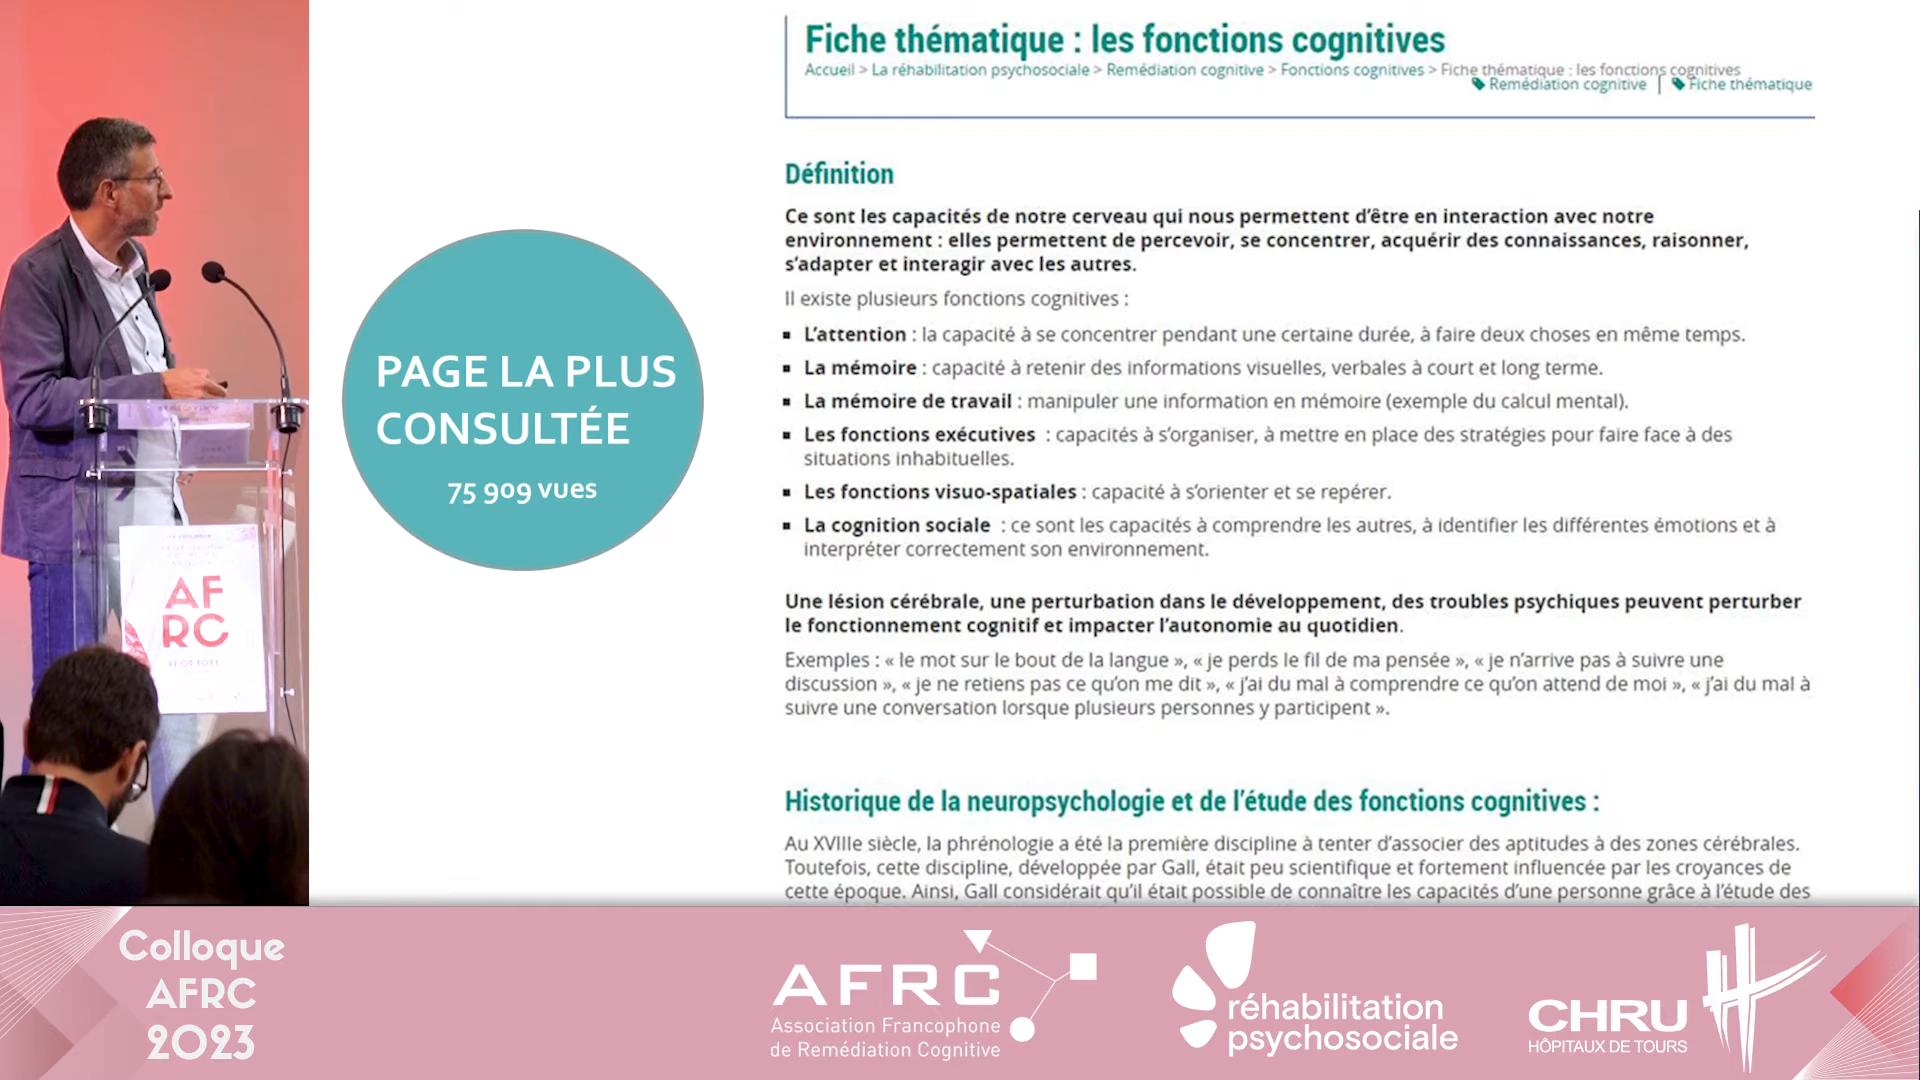 Fiche thématique : les fonctions cognitives
Accueil > La réhabilitation psychosociale > Remédiation cognitive > Fonctions cognitives > Fiche thématique : les fonctions cognitives
Remédiation cognitive | Fiche thématique
PAGE LA PLUS
CONSULTÉE
75 909 vues
Définition
Ce sont les capacités de notre cerveau qui nous permettent d’être en interaction avec notre
environnement : elles permettent de percevoir, se concentrer, acquérir des connaissances, raisonner,
s’adapter et interagir avec les autres.
Il existe plusieurs fonctions cognitives :
▪ L’attention : la capacité à se concentrer pendant une certaine durée, à faire deux choses en même temps.
▪ La mémoire : capacité à retenir des informations visuelles, verbales à court et long terme.
▪ La mémoire de travail : manipuler une information en mémoire (exemple du calcul mental).
▪ Les fonctions exécutives : capacités à s’organiser, à mettre en place des stratégies pour faire face à des
situations inhabituelles.
▪ Les fonctions visuo-spatiales : capacité à s’orienter et se repérer.
▪ La cognition sociale : ce sont les capacités à comprendre les autres, à identifier les différentes émotions et à
interpréter correctement son environnement.
Une lésion cérébrale, une perturbation dans le développement, des troubles psychiques peuvent perturber
le fonctionnement cognitif et impacter l’autonomie au quotidien.
Exemples : « le mot sur le bout de la langue », « je perds le fil de ma pensée », « je n’arrive pas à suivre une
discussion », « je ne retiens pas ce qu’on me dit », « j’ai du mal à comprendre ce qu’on attend de moi », « j’ai du mal à
suivre une conversation lorsque plusieurs personnes y participent ».
Historique de la neuropsychologie et de l’étude des fonctions cognitives :
Au XVIIIe siècle, la phrénologie a été la première discipline à tenter d’associer des aptitudes à des zones cérébrales.
Toutefois, cette discipline, développée par Gall, était peu scientifique et fortement influencée par les croyances de
cette époque. Ainsi, Gall considérait qu’il était possible de connaître les capacités d’une personne grâce à l’étude des
AF
RC
Colloque
AFRC
2023
AFRC
Association Francophone
de Remédiation Cognitive
réhabilitation
psychosociale
CHRU
HÔPITAUX DE TOURS